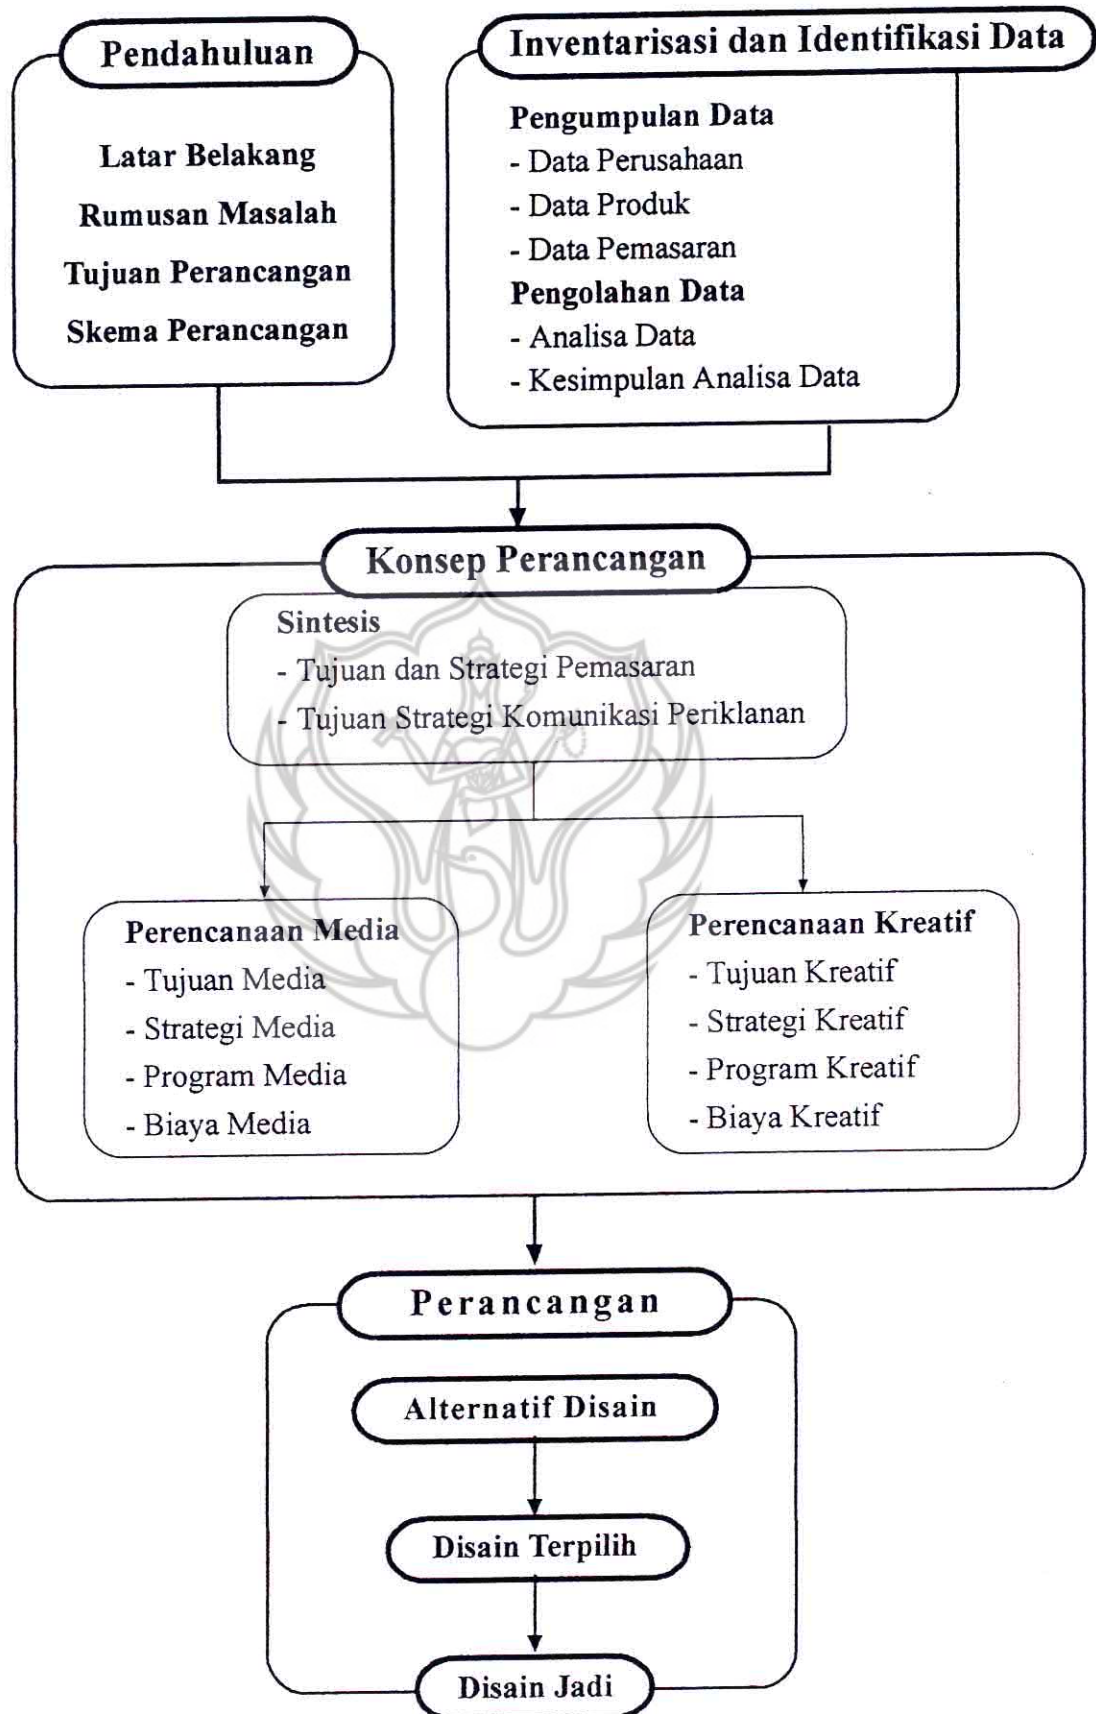 Pendahuluan
Latar Belakang
Rumusan Masalah
Tujuan Perancangan
Skema Perancangan
Inventarisasi dan Identifikasi Data
Pengumpulan Data
- Data Perusahaan
- Data Produk
- Data Pemasaran
Pengolahan Data
- Analisa Data
- Kesimpulan Analisa Data
Konsep Perancangan
Sintesis
- Tujuan dan Strategi Pemasaran
- Tujuan Strategi Komunikasi Periklanan
Perencanaan Media
- Tujuan Media
- Strategi Media
- Program Media
- Biaya Media
Perencanaan Kreatif
- Tujuan Kreatif
- Strategi Kreatif
- Program Kreatif
- Biaya Kreatif
Perancangan
Alternatif Disain
Disain Terpilih
Disain Jadi